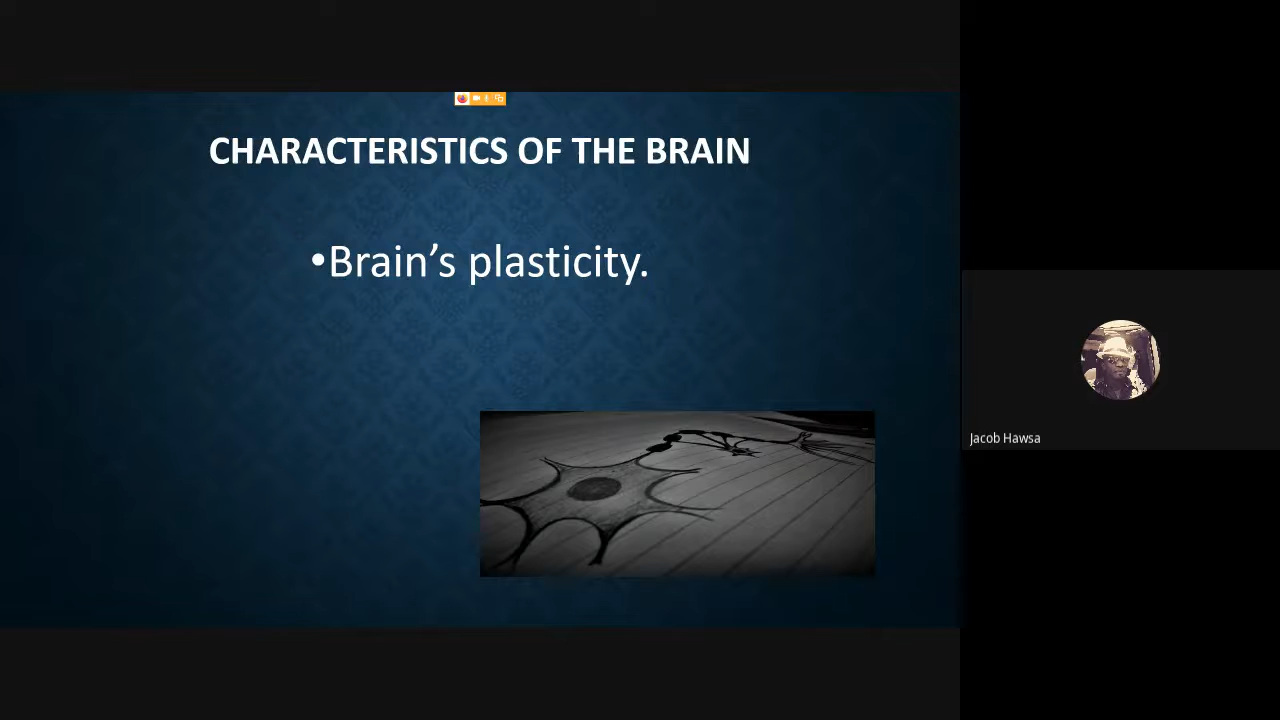 CHARACTERISTICS OF THE BRAIN
•Brain’s plasticity.
Jacob Hawsa